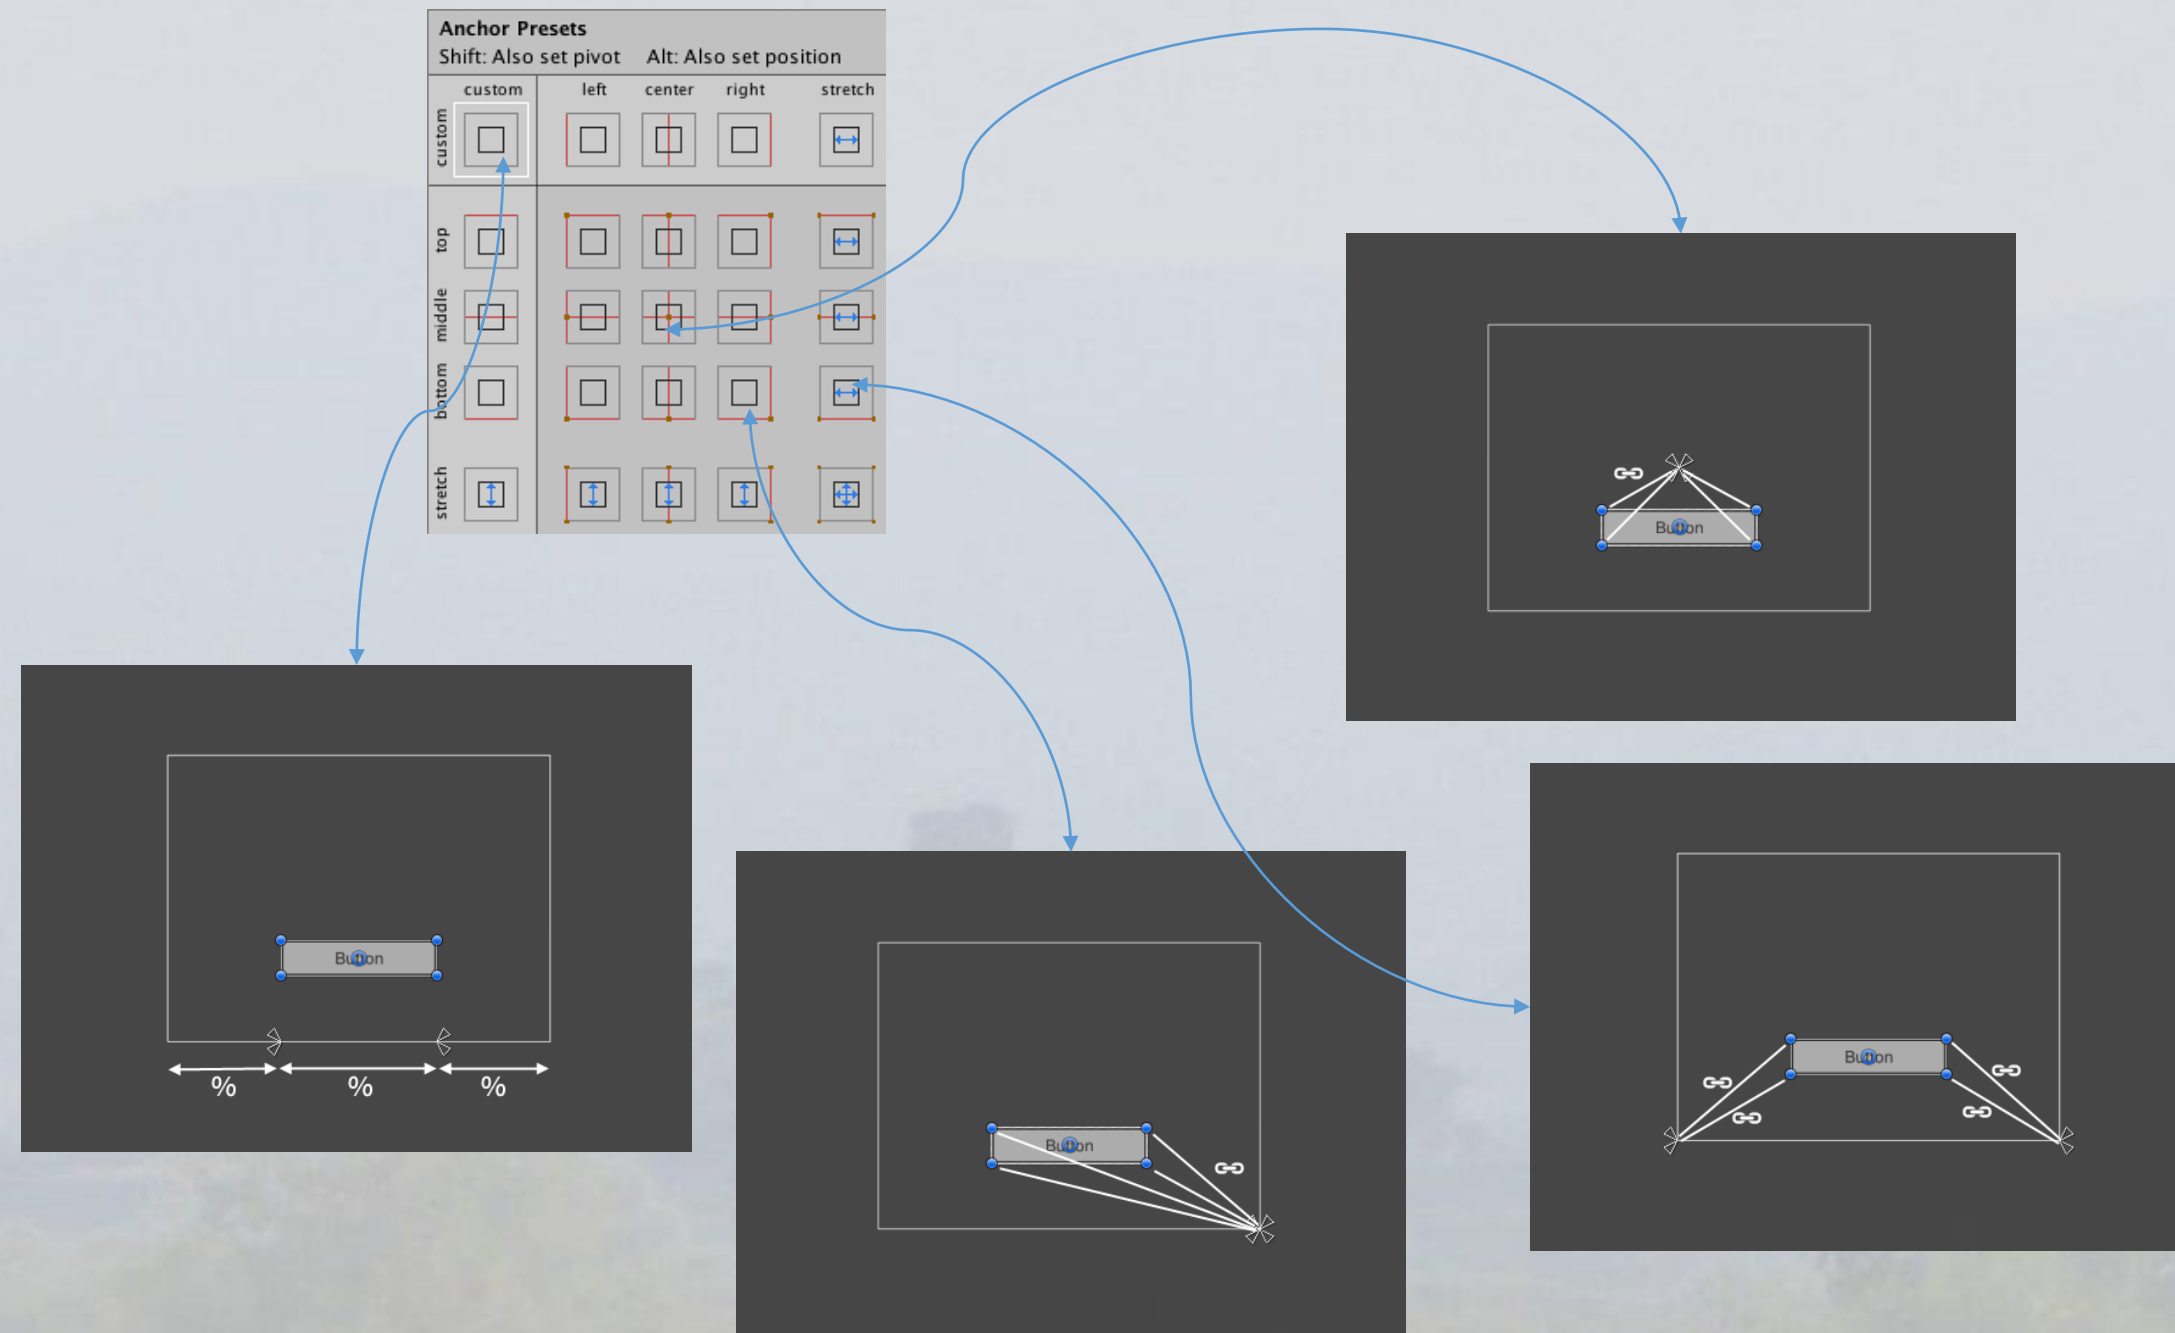 Anchor Presets
Shift: Also set pivot Alt: Also set position
custom left center right stretch
custom
top
middle
bottom
stretch
Button
Button
% % %
Button
Button